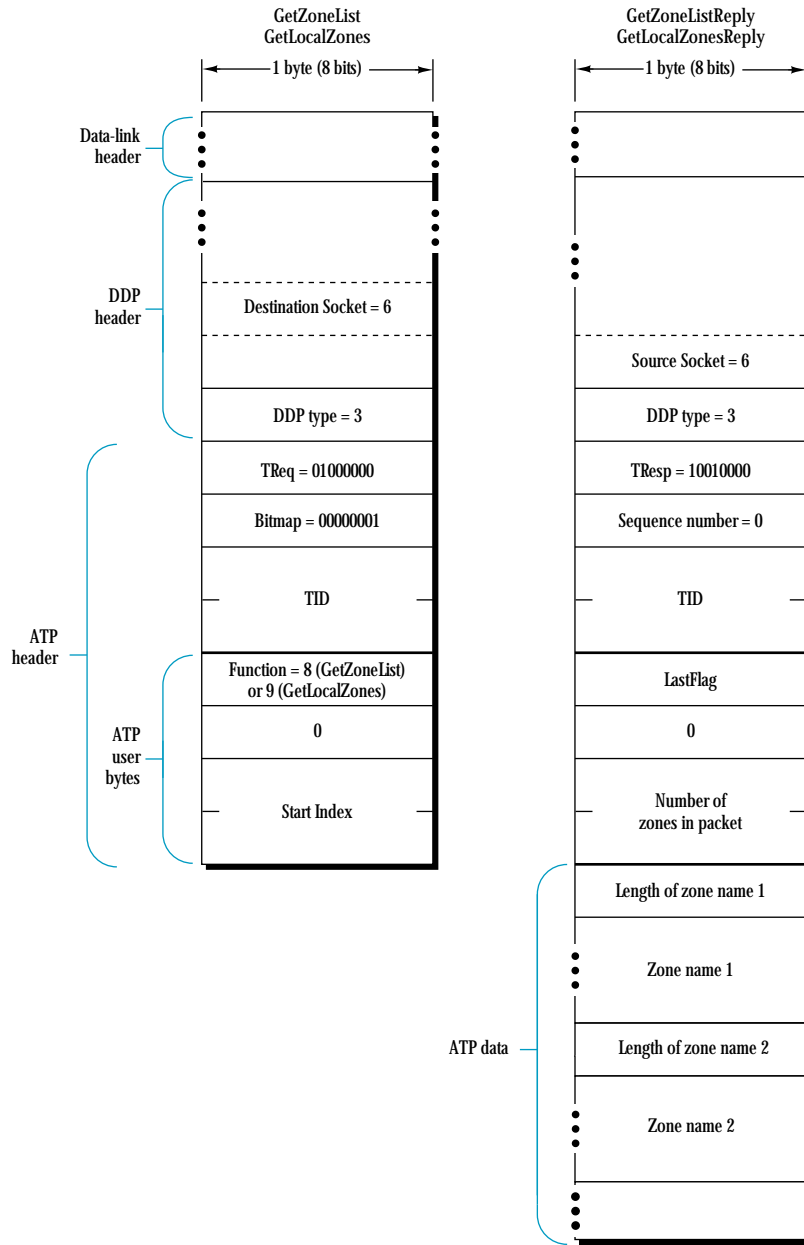 GetZoneList
GetLocalZones
1 byte (8 bits)
Data-link
header
DDP
header
Destination Socket = 6
DDP type = 3
ATP
header
TReq = 01000000
Bitmap = 00000001
TID
ATP
user
bytes
Function = 8 (GetZoneList)
or 9 (GetLocalZones)
0
Start Index
GetZoneListReply
GetLocalZonesReply
1 byte (8 bits)
Source Socket = 6
DDP type = 3
TResp = 10010000
Sequence number = 0
TID
LastFlag
0
Number of
zones in packet
ATP data
Length of zone name 1
Zone name 1
Length of zone name 2
Zone name 2